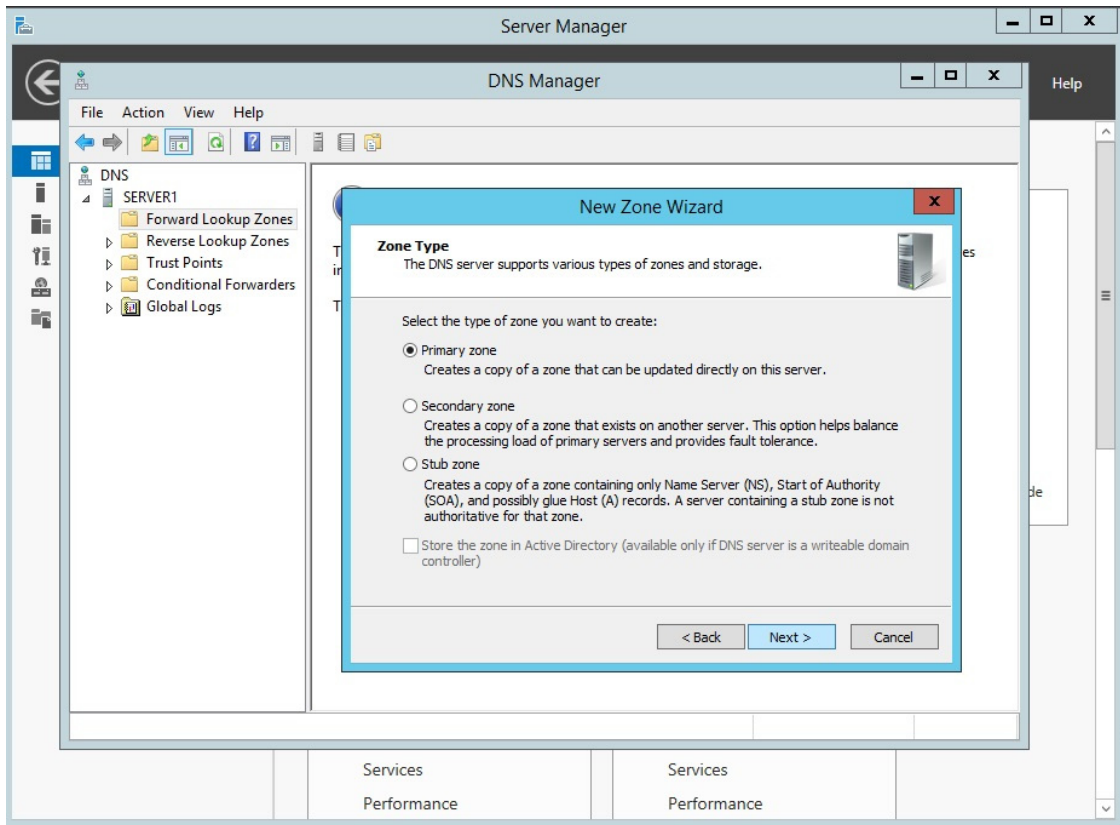 Server Manager
Help
DNS Manager
File Action View Help
DNS
SERVER1
Forward Lookup Zones
Reverse Lookup Zones
Trust Points
Conditional Forwarders
Global Logs
New Zone Wizard
Zone Type
The DNS server supports various types of zones and storage.
Select the type of zone you want to create:
Primary zone
Creates a copy of a zone that can be updated directly on this server.
Secondary zone
Creates a copy of a zone that exists on another server. This option helps balance
the processing load of primary servers and provides fault tolerance.
Stub zone
Creates a copy of a zone containing only Name Server (NS), Start of Authority
(SOA), and possibly glue Host (A) records. A server containing a stub zone is not
authoritative for that zone.
Store the zone in Active Directory (available only if DNS server is a writeable domain
controller)
< Back Next > Cancel
Services Services
Performance Performance